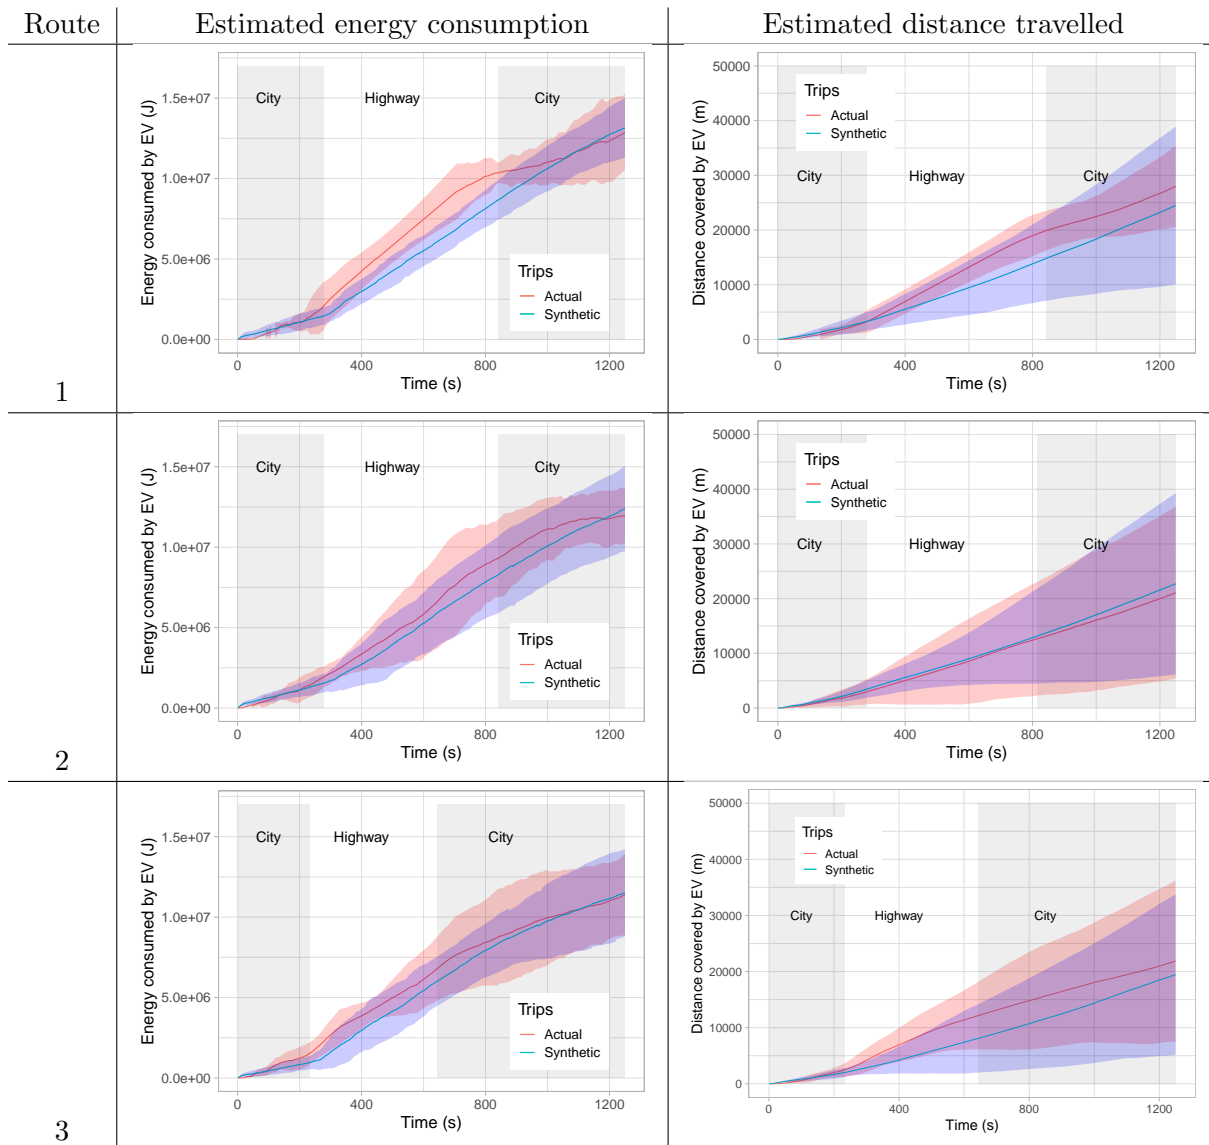 Route Estimated energy consumption Estimated distance travelled
1
Energy consumed by EV (J)
1.5e+07
1.0e+07
5.0e+06
0.0e+00
City Highway City
Trips
Actual
Synthetic
0 400 800 1200
Time (s)
Distance covered by EV (m)
50000
40000
30000
20000
10000
0
Trips
Actual
Synthetic
City Highway City
0 400 800 1200
Time (s)
2
Energy consumed by EV (J)
1.5e+07
1.0e+07
5.0e+06
0.0e+00
City Highway City
Trips
Actual
Synthetic
0 400 800 1200
Time (s)
Distance covered by EV (m)
50000
40000
30000
20000
10000
0
Trips
Actual
Synthetic
City Highway City
0 400 800 1200
Time (s)
3
Energy consumed by EV (J)
1.5e+07
1.0e+07
5.0e+06
0.0e+00
City Highway City
Trips
Actual
Synthetic
0 400 800 1200
Time (s)
Distance covered by EV (m)
50000
40000
30000
20000
10000
0
Trips
Actual
Synthetic
City Highway City
0 400 800 1200
Time (s)